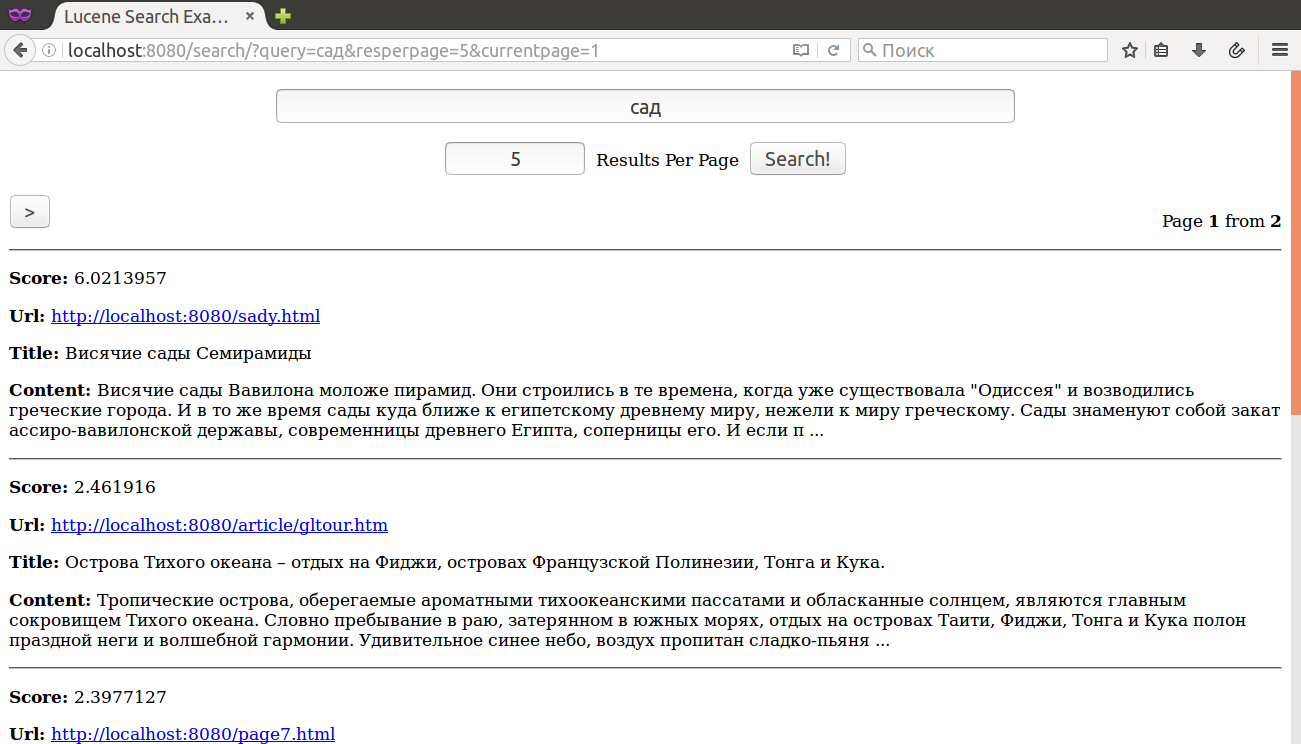 Lucene Search Exa...
localhost:8080/search/?query=сад&resperpage=5&currentpage=1
Поиск
сад
5 Results Per Page Search!
>
Page 1 from 2
Score: 6.0213957
Url: http://localhost:8080/sady.html
Title: Висячие сады Семирамиды
Content: Висячие сады Вавилона моложе пирамид. Они строились в те времена, когда уже существовала "Одиссея" и возводились
греческие города. И в то же время сады куда ближе к египетскому древнему миру, нежели к миру греческому. Сады знаменуют собой закат
ассиро-вавилонской державы, современницы древнего Египта, соперницы его. И если п ...
Score: 2.461916
Url: http://localhost:8080/article/gltour.htm
Title: Острова Тихого океана – отдых на Фиджи, островах Французской Полинезии, Тонга и Кука.
Content: Тропические острова, оберегаемые ароматными тихоокеанскими пассатами и обласканные солнцем, являются главным
сокровищем Тихого океана. Словно пребывание в раю, затерянном в южных морях, отдых на островах Таити, Фиджи, Тонга и Кука полон
праздной неги и волшебной гармонии. Удивительное синее небо, воздух пропитан сладко-пьяня ...
Score: 2.3977127
Url: http://localhost:8080/page7.html